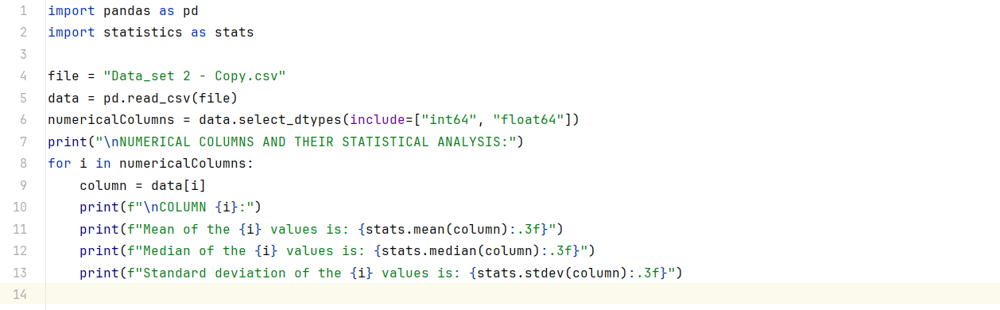 1 import pandas as pd
2 import statistics as stats
3
4 file = "Data_set 2 - Copy.csv"
5 data = pd.read_csv(file)
6 numericalColumns = data.select_dtypes(include=["int64", "float64"])
7 print("\nNUMERICAL COLUMNS AND THEIR STATISTICAL ANALYSIS:")
8 for i in numericalColumns:
9     column = data[i]
10     print(f"\nCOLUMN {i}:")
11     print(f"Mean of the {i} values is: {stats.mean(column):.3f}")
12     print(f"Median of the {i} values is: {stats.median(column):.3f}")
13     print(f"Standard deviation of the {i} values is: {stats.stdev(column):.3f}")
14